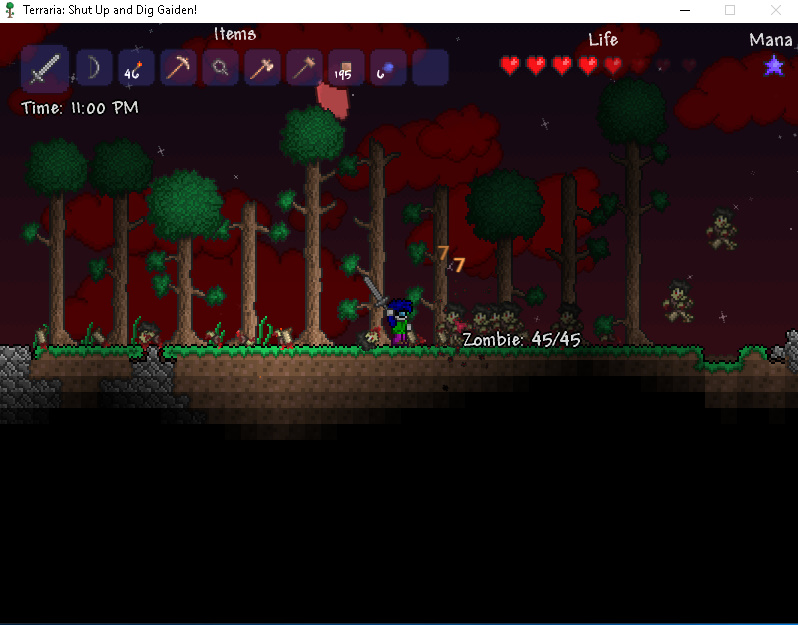 Terraria: Shut Up and Dig Gaiden!
Items
Life
Mana
46
195
6
Time: 11:00 PM
7
7
Zombie: 45/45